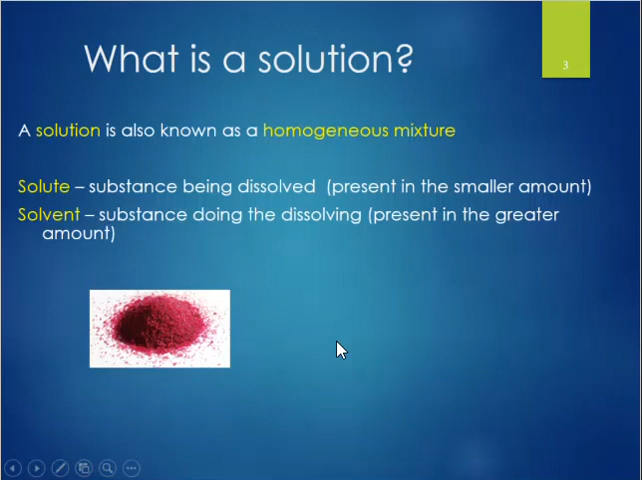 What is a solution?
3
A solution is also known as a homogeneous mixture
Solute – substance being dissolved  (present in the smaller amount)
Solvent – substance doing the dissolving (present in the greater
amount)